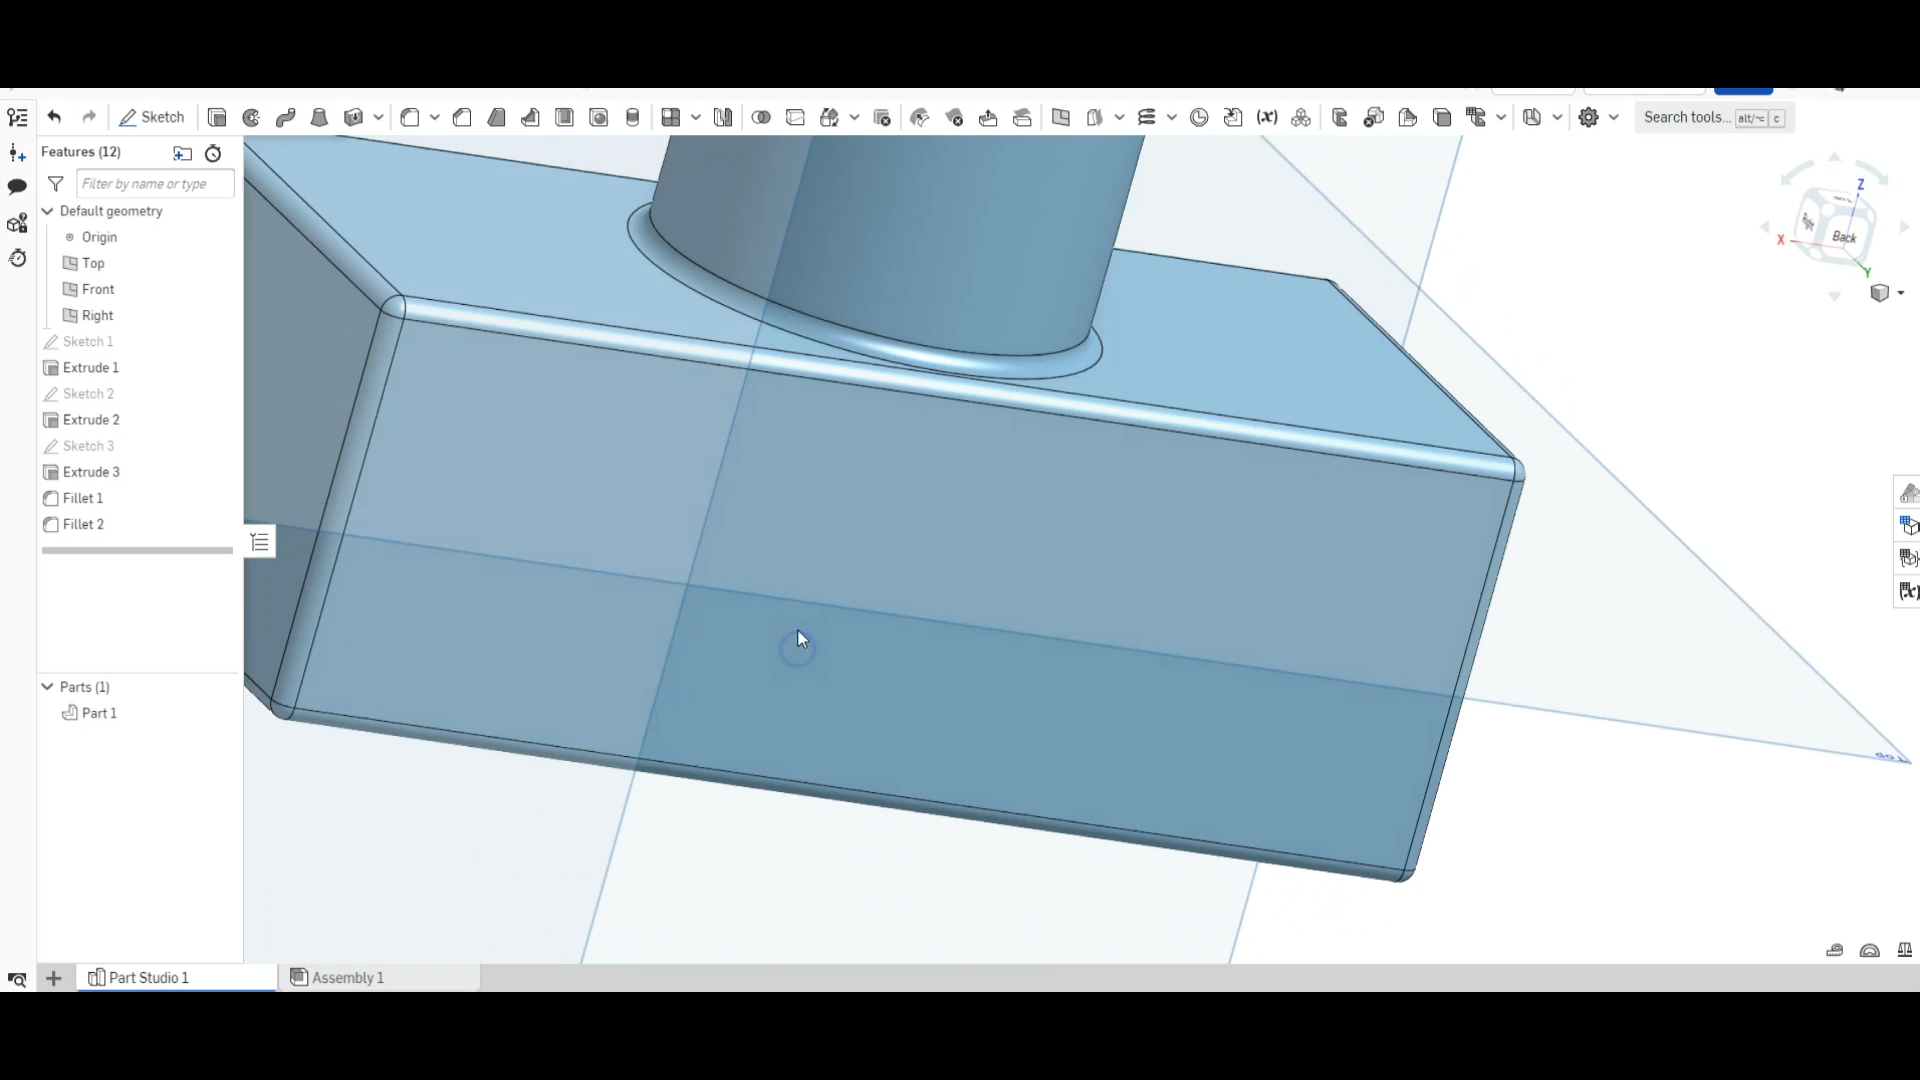 Sketch
(x)
Search tools... alt/⌥ c
Features (12)
Filter by name or type
Default geometry
Origin
Top
Front
Right
Sketch 1
Extrude 1
Sketch 2
Extrude 2
Sketch 3
Extrude 3
Fillet 1
Fillet 2
Parts (1)
Part 1
Z
X
Y
Right
Back
Top
Part Studio 1
Assembly 1